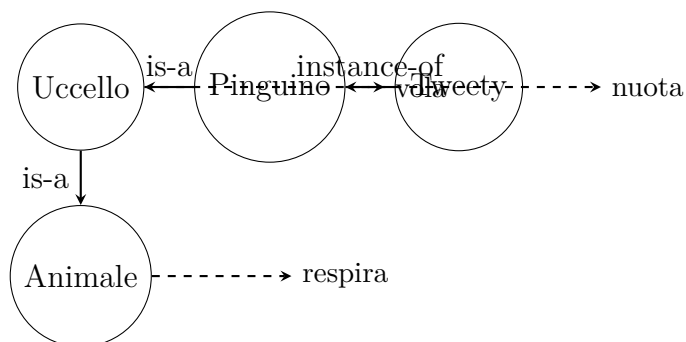 is-a
instance-of
Uccello
Pinguino
vola
Tweety
nuota
is-a
Animale
respira